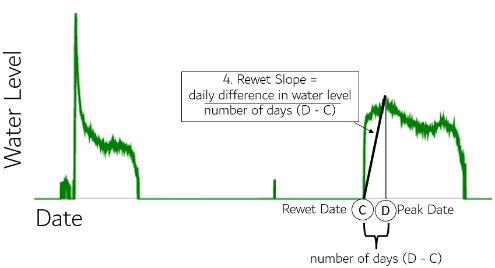 4. Rewet Slope =
daily difference in water level
number of days (D - C)
Water Level
Rewet Date C D Peak Date
Date
number of days (D - C)